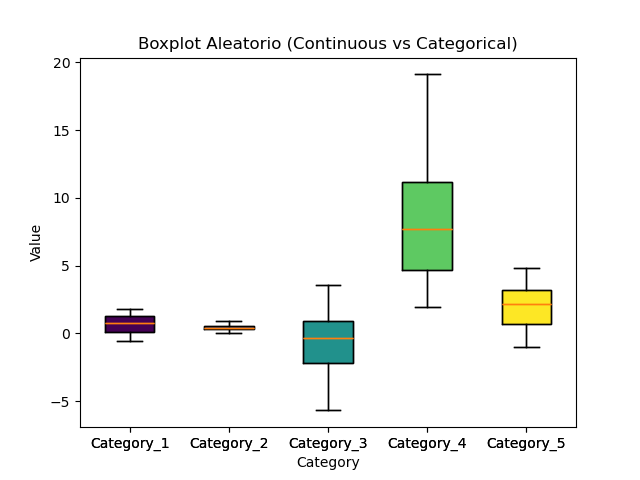 Boxplot Aleatorio (Continuous vs Categorical)
20
15
10
5
0
−5
Value
Category_1
Category_2
Category_3
Category_4
Category_5
Category